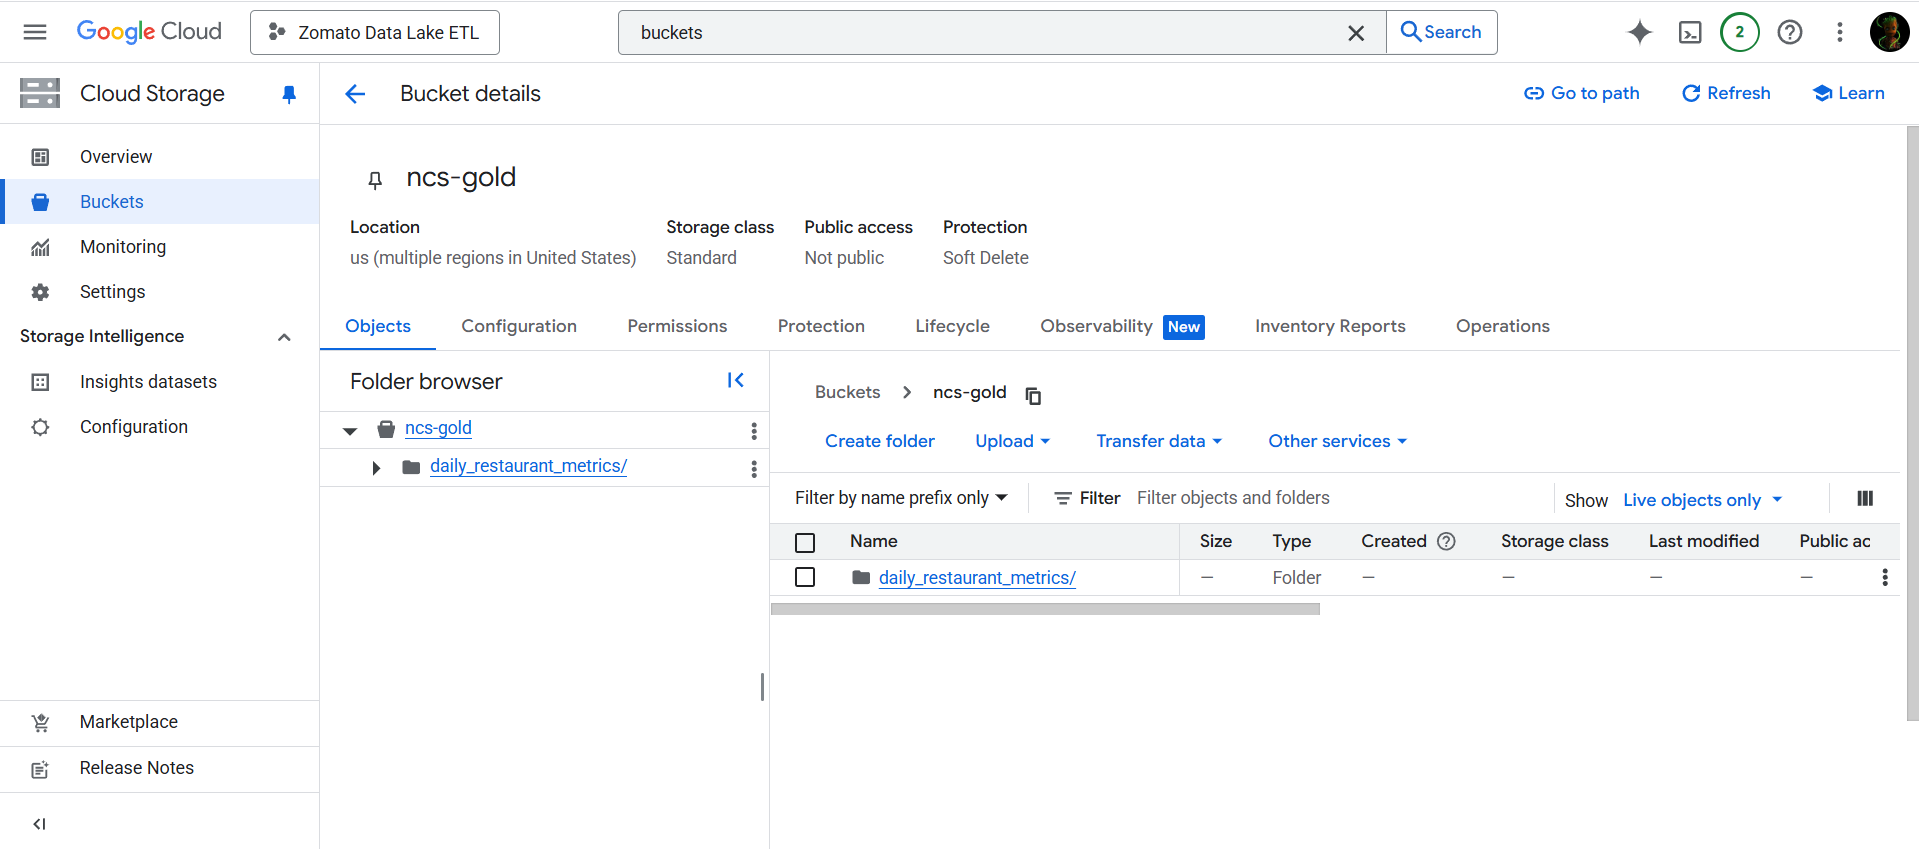 Google Cloud
Zomato Data Lake ETL
buckets
Search
2
Cloud Storage
Bucket details
Go to path
Refresh
Learn
Overview
Buckets
Monitoring
Settings
Storage Intelligence
Insights datasets
Configuration
Marketplace
Release Notes
ncs-gold
Location
us (multiple regions in United States)
Storage class
Standard
Public access
Not public
Protection
Soft Delete
Objects
Configuration
Permissions
Protection
Lifecycle
Observability New
Inventory Reports
Operations
Folder browser
ncs-gold
daily_restaurant_metrics/
Buckets > ncs-gold
Create folder
Upload
Transfer data
Other services
Filter by name prefix only
Filter
Filter objects and folders
Show Live objects only
Name Size Type Created Storage class Last modified Public ac
daily_restaurant_metrics/ — Folder — — — —